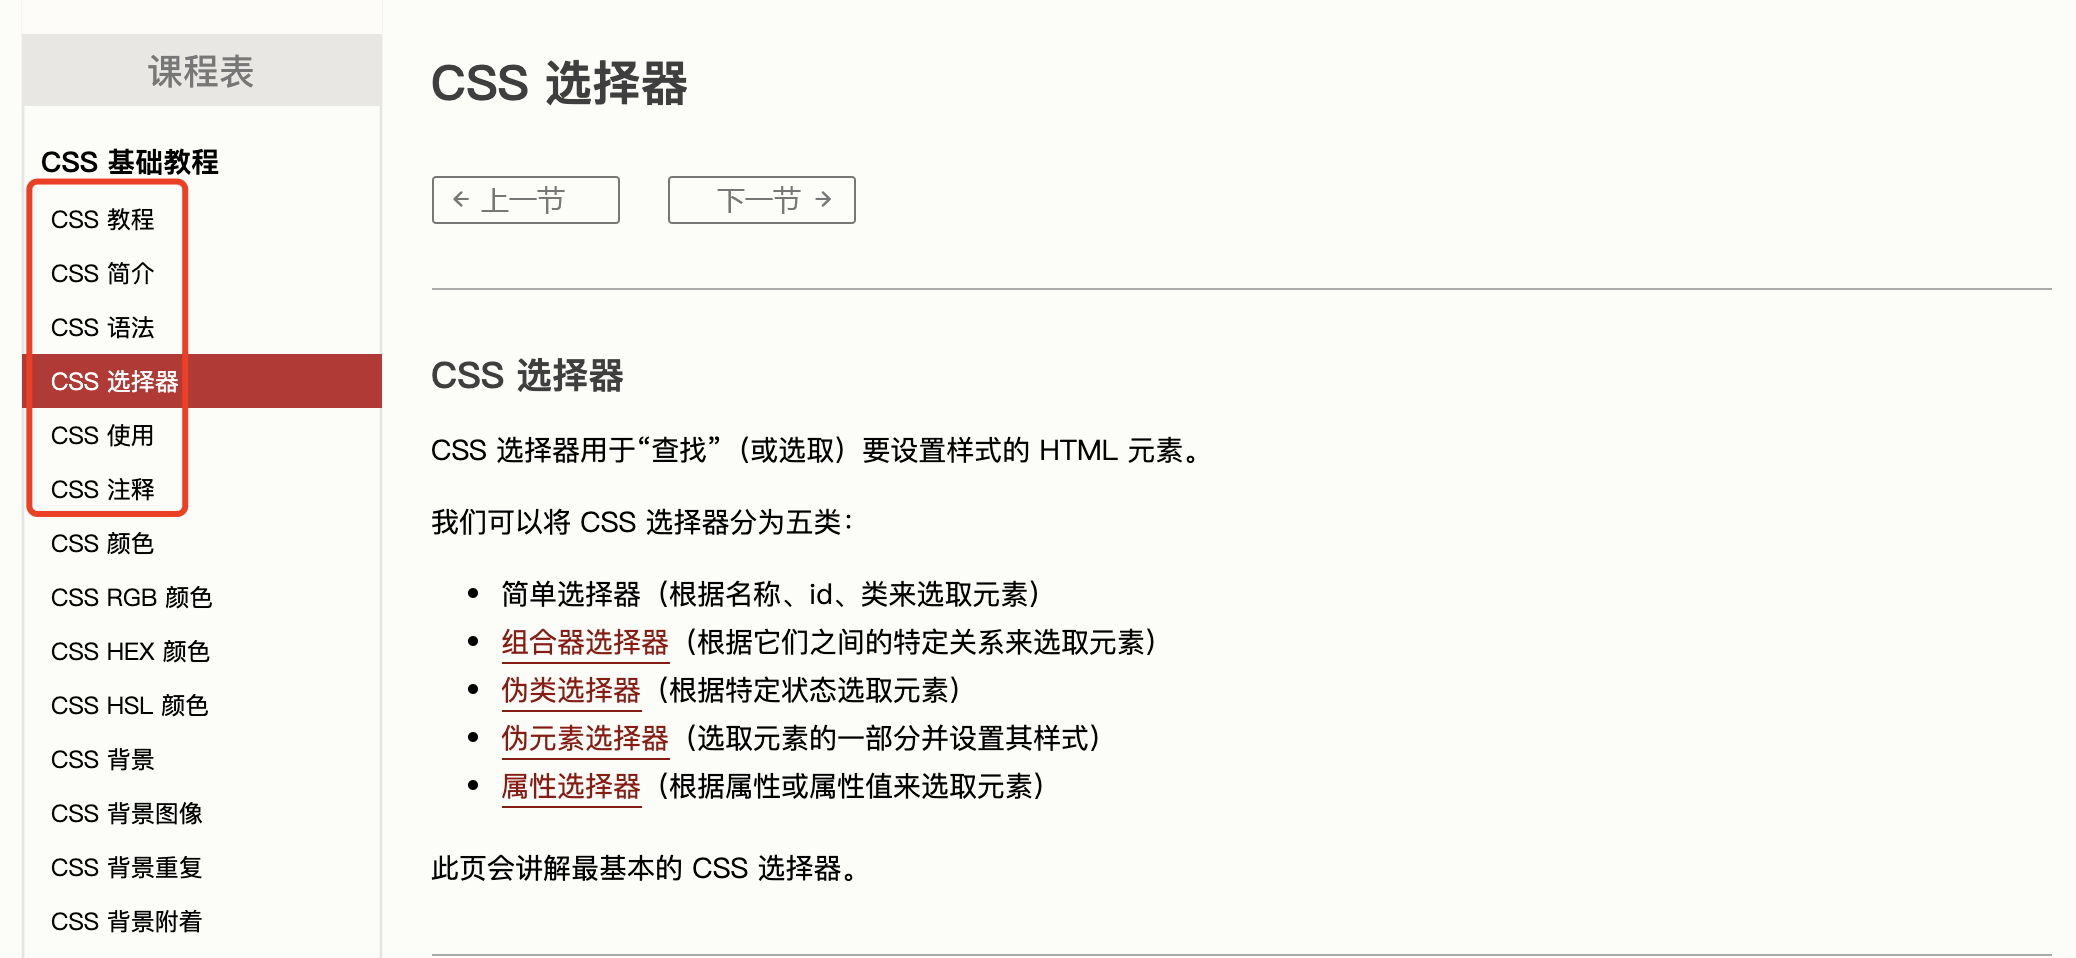 课程表
CSS 基础教程
CSS 教程
CSS 简介
CSS 语法
CSS 选择器
CSS 使用
CSS 注释
CSS 颜色
CSS RGB 颜色
CSS HEX 颜色
CSS HSL 颜色
CSS 背景
CSS 背景图像
CSS 背景重复
CSS 背景附着
CSS 选择器
← 上一节
下一节 →
CSS 选择器
CSS 选择器用于“查找”（或选取）要设置样式的 HTML 元素。
我们可以将 CSS 选择器分为五类：
• 简单选择器（根据名称、id、类来选取元素）
• 组合器选择器（根据它们之间的特定关系来选取元素）
• 伪类选择器（根据特定状态选取元素）
• 伪元素选择器（选取元素的一部分并设置其样式）
• 属性选择器（根据属性或属性值来选取元素）
此页会讲解最基本的 CSS 选择器。